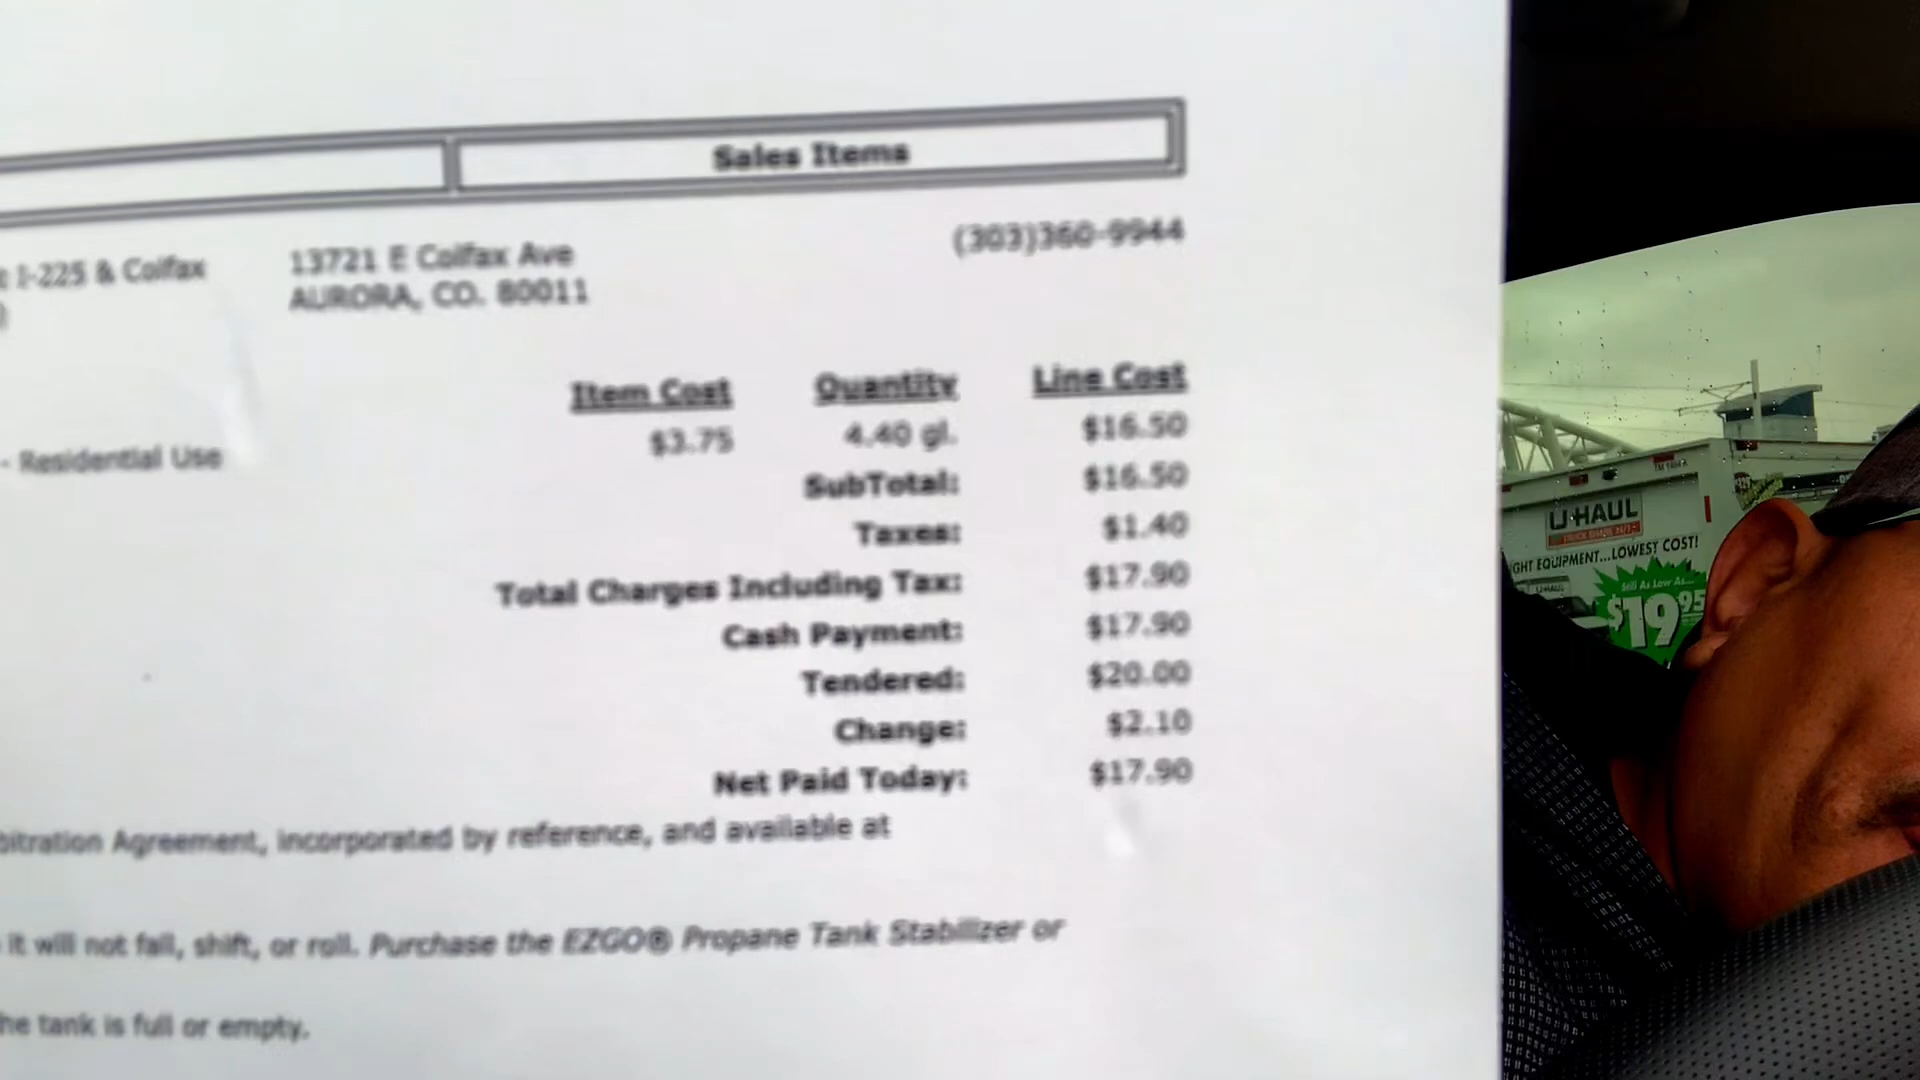 Sales Items
: I-225 & Colfax
13721 E Colfax Ave
(303)360-9944
AURORA, CO. 80011
Item Cost Quantity Line Cost
- Residential Use
$3.75 4.40 gl. $16.50
SubTotal: $16.50
Taxes: $1.40
Total Charges Including Tax: $17.90
Cash Payment: $17.90
Tendered: $20.00
Change: $2.10
Net Paid Today: $17.90
bitration Agreement, incorporated by reference, and available at
it will not fall, shift, or roll. Purchase the EZGO® Propane Tank Stabilizer or
he tank is full or empty.
U-HAUL
GHT EQUIPMENT...LOWEST COST!
Still As Low As...
$19.95